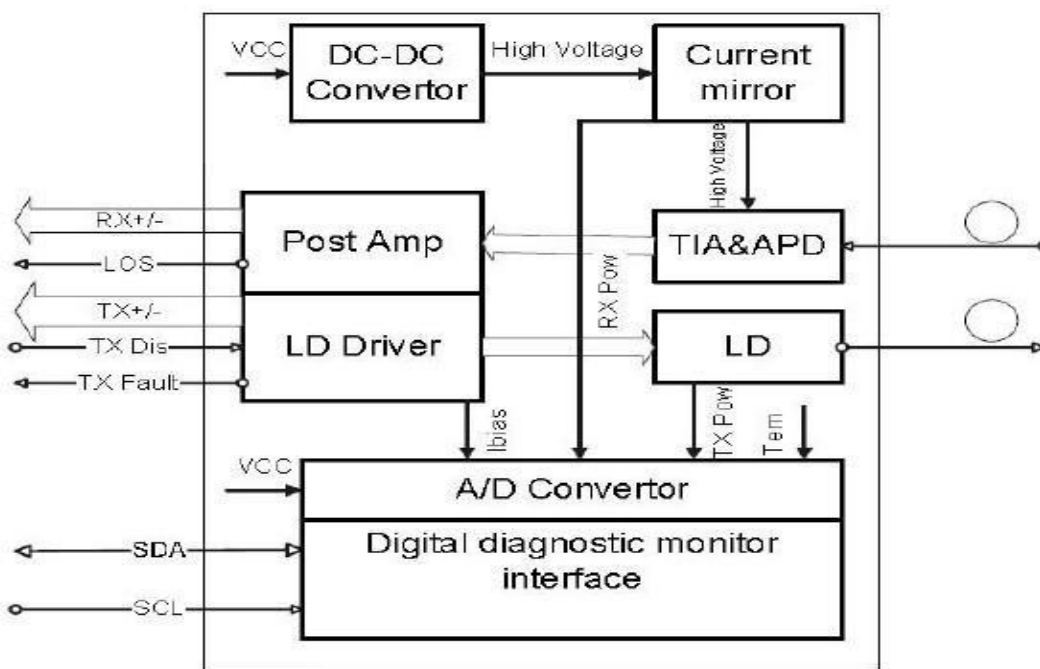 VCC
DC-DC
Convertor
High Voltage
Current
mirror
High Voltage
RX+/-
Post Amp
TIA&APD
LOS
RX Pow
TX+/-
TX Dis
LD Driver
LD
TX Fault
Ibias
TX Pow
Tem
VCC
A/D Convertor
SDA
Digital diagnostic monitor
interface
SCL